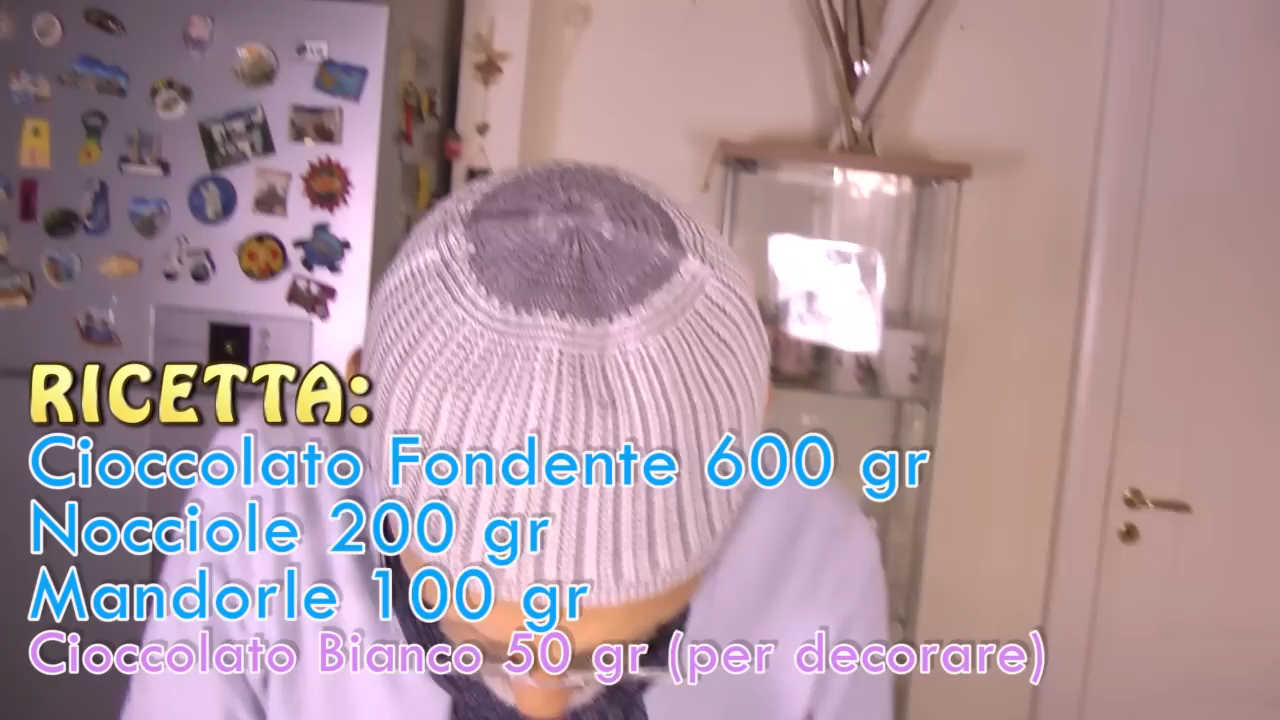 RICETTA:
Cioccolato Fondente 600 gr
Nocciole 200 gr
Mandorle 100 gr
Cioccolato Bianco 50 gr (per decorare)